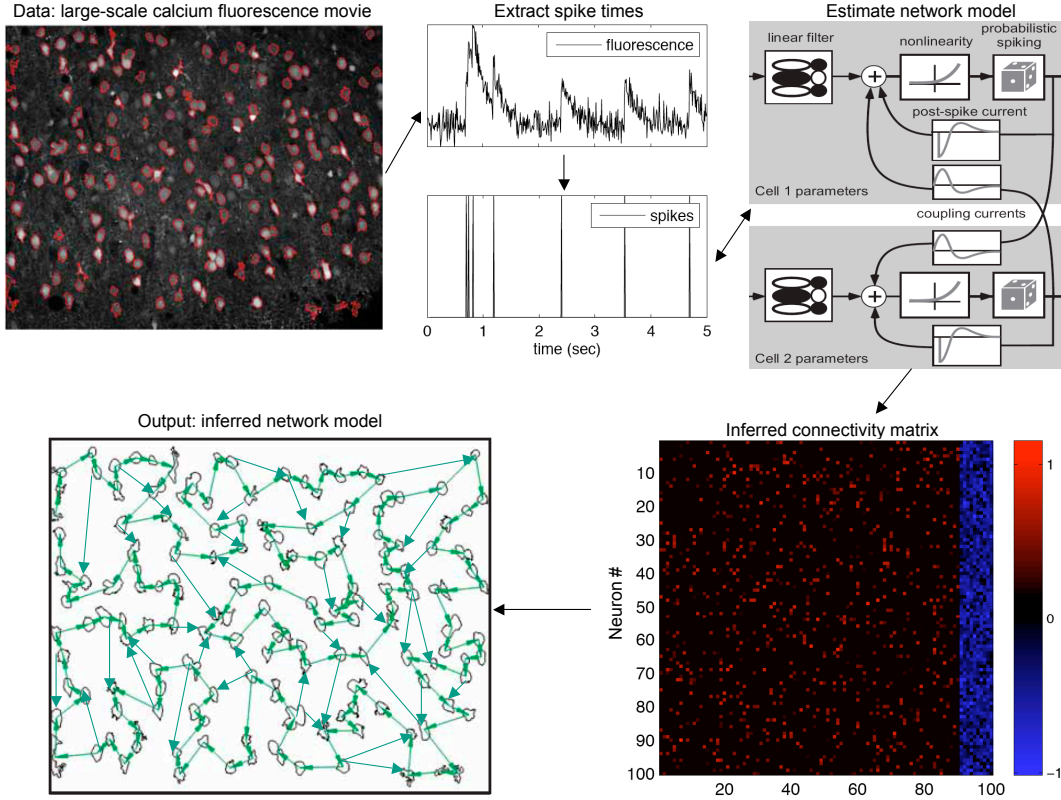 Data: large-scale calcium fluorescence movie
Extract spike times
fluorescence
spikes
0 1 2 3 4 5
time (sec)
Estimate network model
linear filter
nonlinearity
probabilistic
spiking
+
post-spike current
Cell 1 parameters
coupling currents
+
Cell 2 parameters
Output: inferred network model
Inferred connectivity matrix
Neuron #
10
20
30
40
50
60
70
80
90
100
20 40 60 80 100
1
0
−1